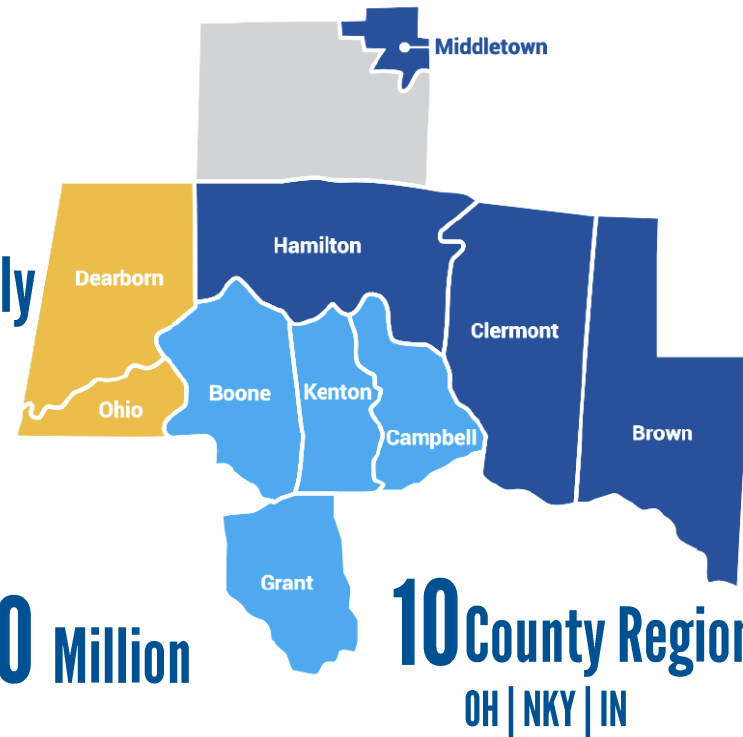 Middletown
Hamilton
Dearborn
ly
Clermont
Boone
Kenton
Ohio
Brown
Campbell
Grant
0 Million
10 County Region
OH | NKY | IN